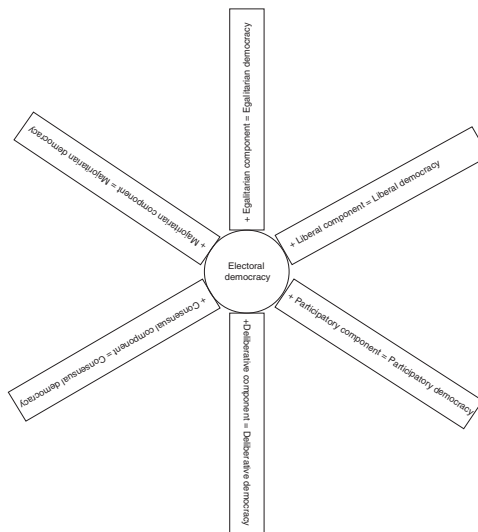 + Egalitarian component = Egalitarian democracy
+ Liberal component = Liberal democracy
+ Participatory component = Participatory democracy
+Deliberative component = Deliberative democracy
+ Consensual component = Consensual democracy
+ Majoritarian component = Majoritarian democracy
Electoral
democracy